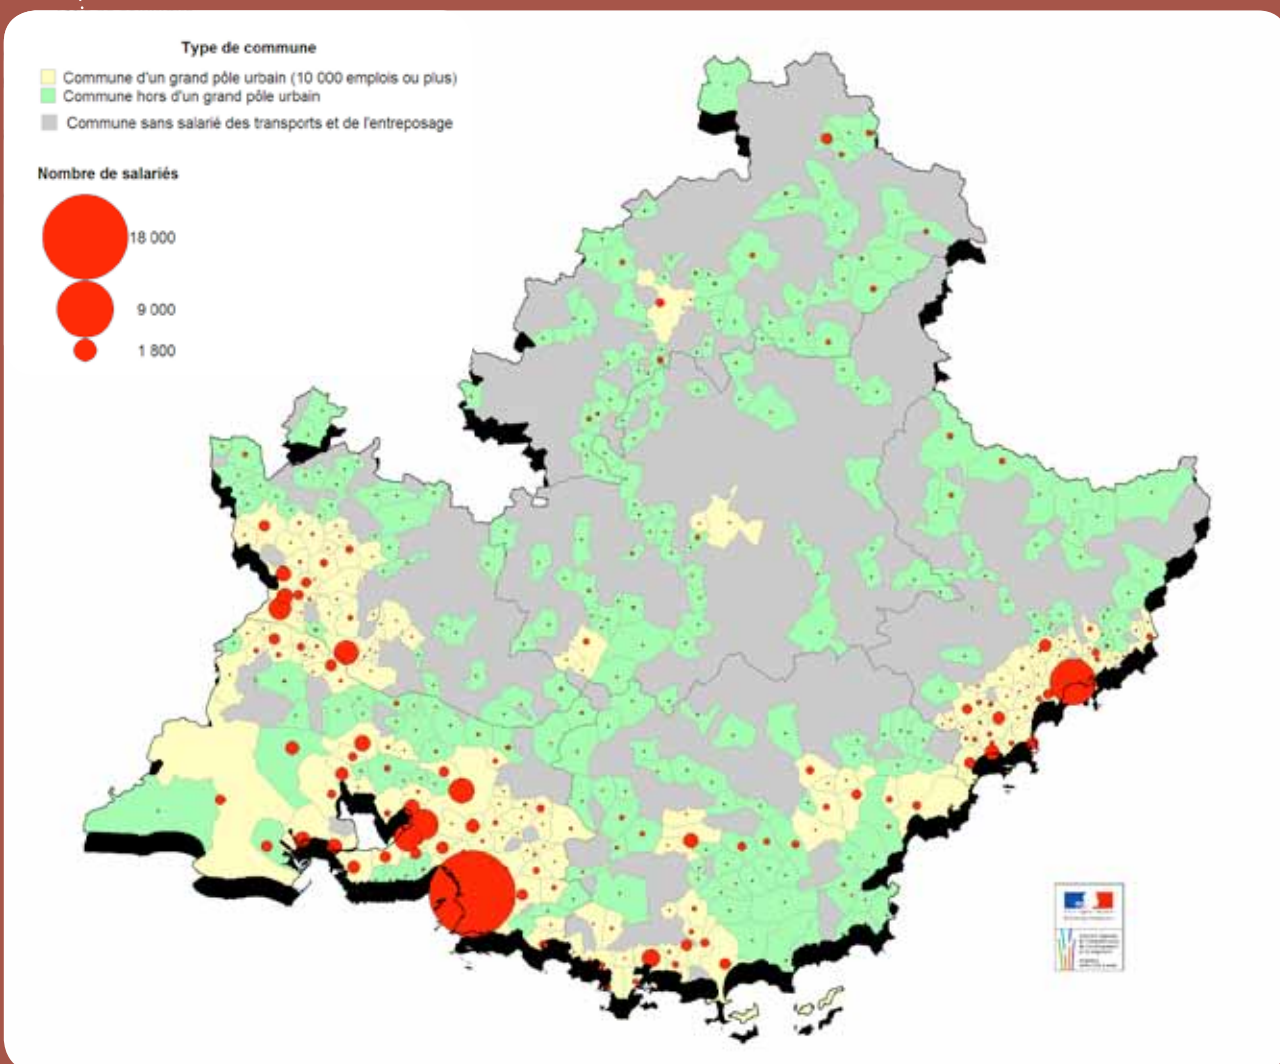 Type de commune
Commune d'un grand pôle urbain (10 000 emplois ou plus)
Commune hors d'un grand pôle urbain
Commune sans salarié des transports et de l'entreposage
Nombre de salariés
18 000
9 000
1 800